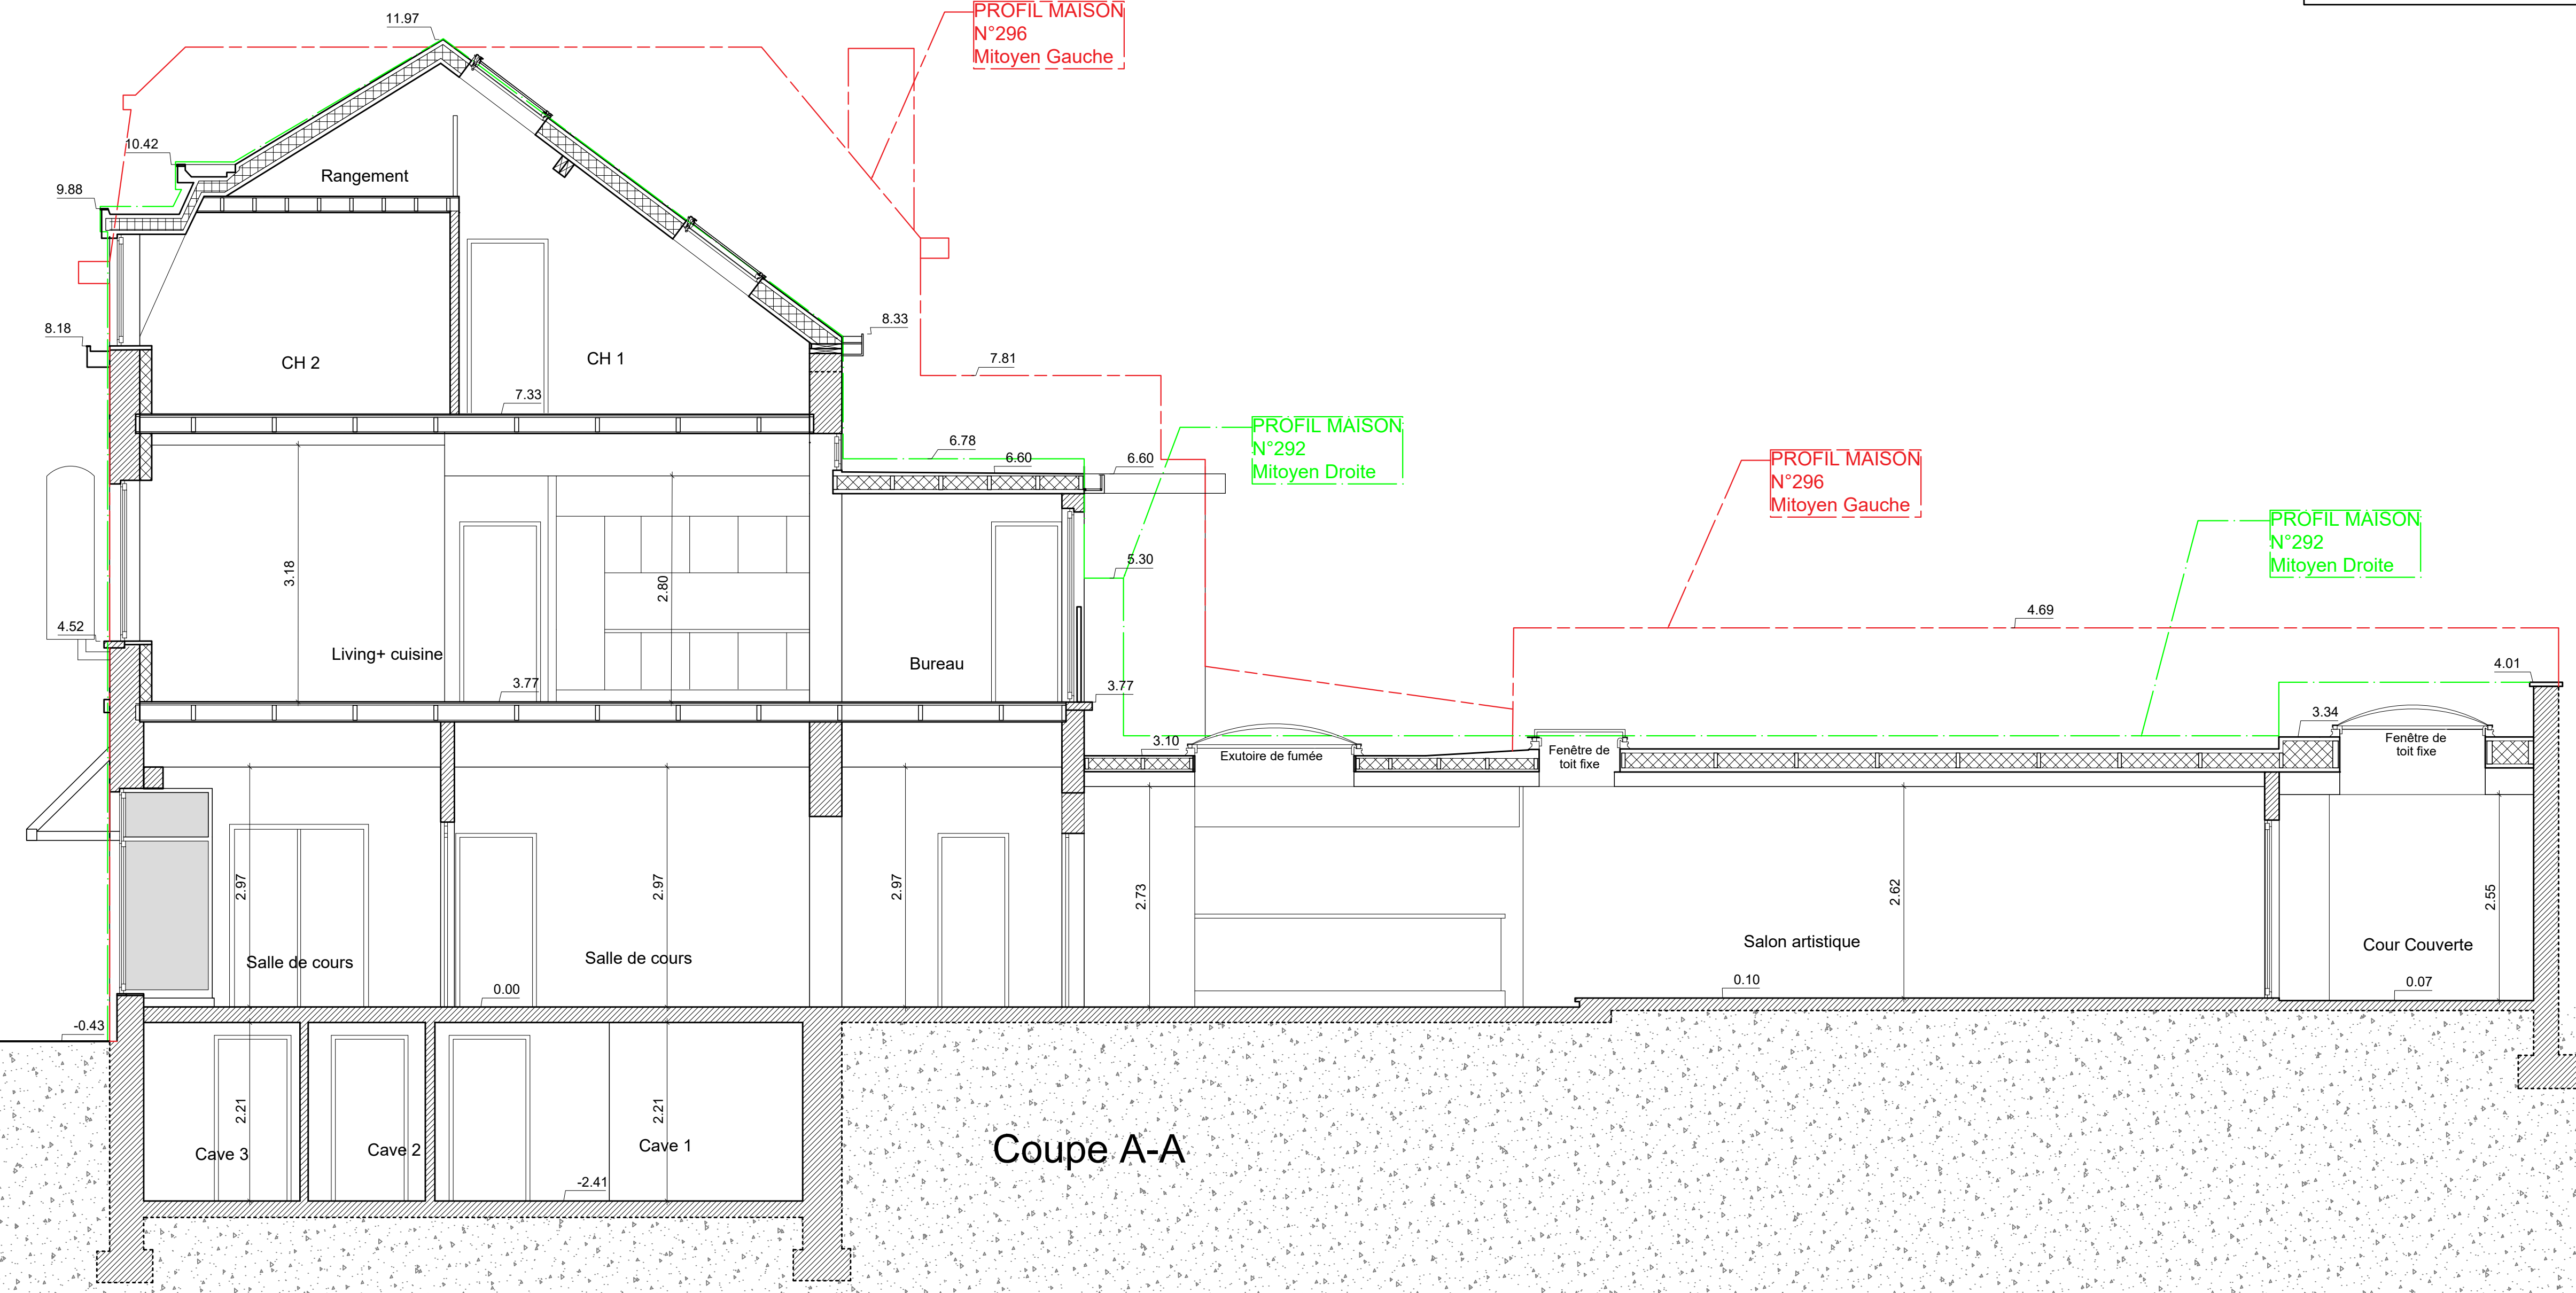 PROFIL MAISON
N°296
Mitoyen Gauche
11.97
10.42
Rangement
9.88
8.18
8.33
CH 2
CH 1
7.33
7.81
PROFIL MAISON
N°292
Mitoyen Droite
6.78
6.60
6.60
PROFIL MAISON
N°296
Mitoyen Gauche
PROFIL MAISON
N°292
Mitoyen Droite
5.30
3.18
2.80
4.52
4.69
Living+ cuisine
Bureau
4.01
3.77
3.77
3.10
3.34
Exutoire de fumée
Fenêtre de
toit fixe
Fenêtre de
toit fixe
2.97
2.97
2.97
2.73
2.62
2.55
Salle de cours
Salle de cours
Salon artistique
Cour Couverte
0.00
0.10
0.07
-0.43
2.21
2.21
Cave 3
Cave 2
Cave 1
Coupe A-A
-2.41